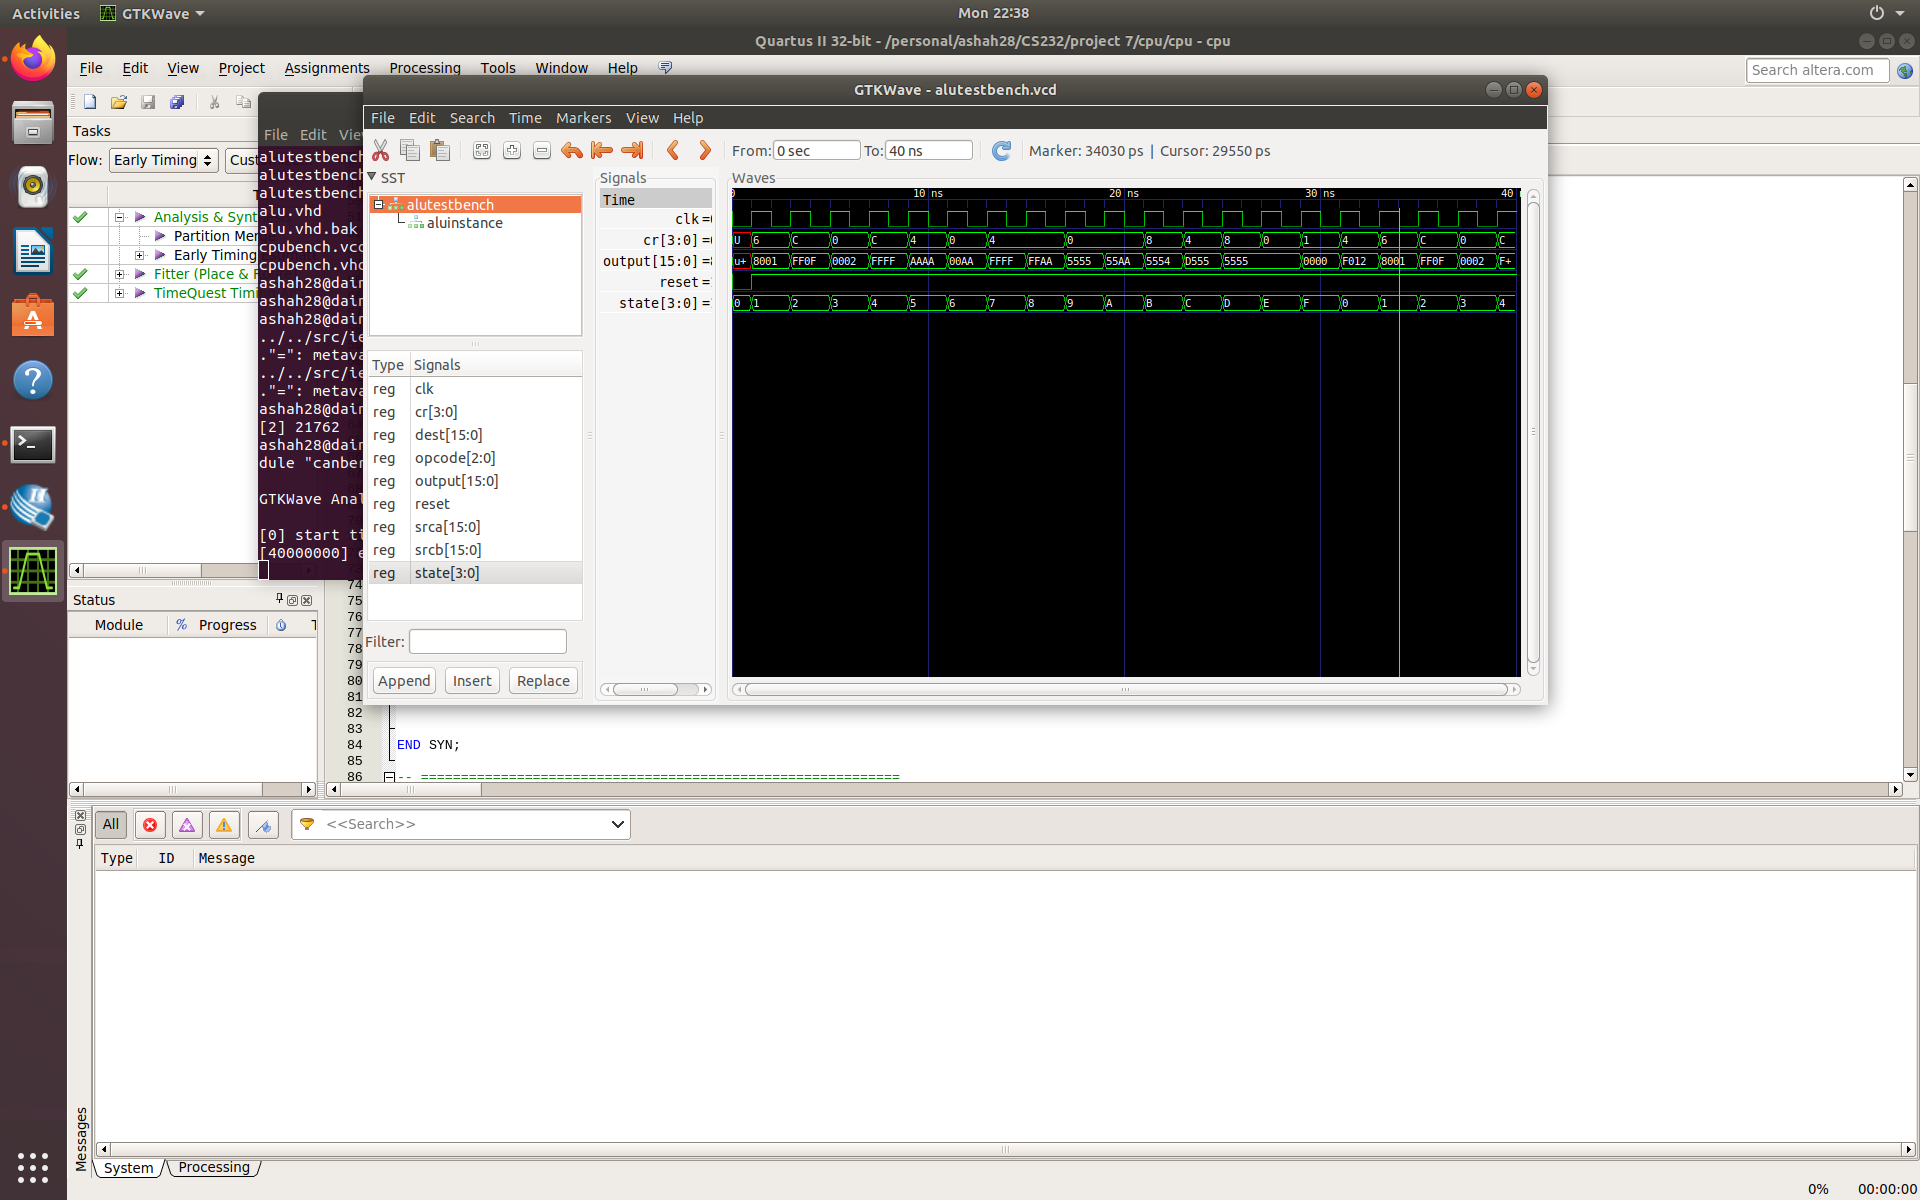 Activities GTKWave Mon 22:38
Quartus II 32-bit - /personal/ashah28/CS232/project 7/cpu/cpu - cpu
File Edit View Project Assignments Processing Tools Window Help Search altera.com
GTKWave - alutestbench.vcd
File Edit Search Time Markers View Help
From: 0 sec To: 40 ns Marker: 34030 ps | Cursor: 29550 ps
Tasks
Flow: Early Timing
Analysis & Synt
Partition Mer
Early Timing
Fitter (Place & F
TimeQuest Timi
File Edit
alutestbench
alutestbench
alutestbench
alu.vhd
alu.vhd.bak
cpubench.vcd
cpubench.vhd
ashah28@dair
ashah28@dair
ashah28@dair
../../src/ie
."=": metava
../../src/ie
."=": metava
ashah28@dair
[2] 21762
ashah28@dair
dule "canber
GTKWave Anal
[0] start ti
[40000000] e
SST
alutestbench
aluinstance
Type Signals
reg clk
reg cr[3:0]
reg dest[15:0]
reg opcode[2:0]
reg output[15:0]
reg reset
reg srca[15:0]
reg srcb[15:0]
reg state[3:0]
Filter:
Append Insert Replace
Signals
Time
clk =
cr[3:0] =
output[15:0] =
reset =
state[3:0] =
Waves
0 10 ns 20 ns 30 ns 40
U 6 C 0 C 4 0 4 0 8 4 8 0 1 4 6 C 0 C
u+ 8001 FF0F 0002 FFFF AAAA 00AA FFFF FFAA 5555 55AA 5554 D555 5555 0000 F012 8001 FF0F 0002 F+
0 1 2 3 4 5 6 7 8 9 A B C D E F 0 1 2 3 4
Status
Module % Progress
74
75
76
77
78
79
80
81
82
83
84 END SYN;
85
86 -- ============================================================
All <<Search>>
Type ID Message
Messages
System Processing
0% 00:00:00